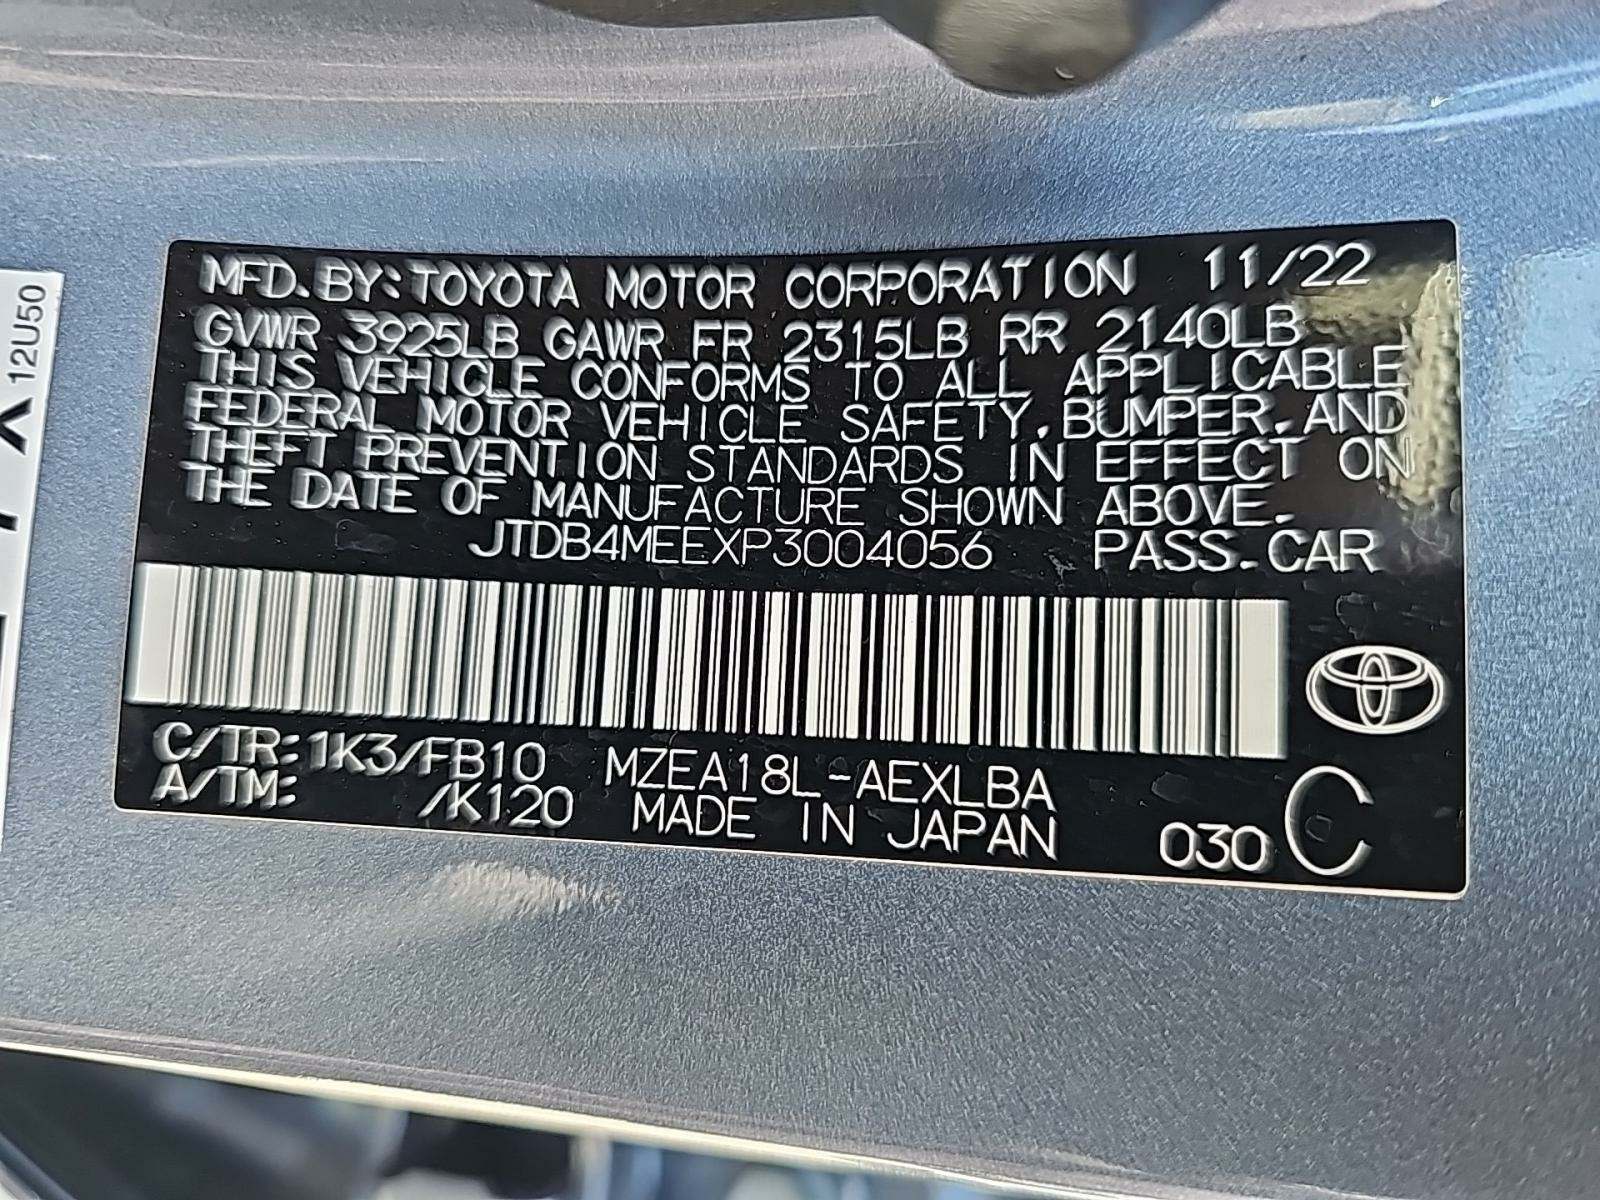 MFD.BY:TOYOTA MOTOR CORPORATION 11/22
GVWR 3925LB GAWR FR 2315LB RR 2140LB
THIS VEHICLE CONFORMS TO ALL APPLICABLE
FEDERAL MOTOR VEHICLE SAFETY,BUMPER,AND
THEFT PREVENTION STANDARDS IN EFFECT ON
THE DATE OF MANUFACTURE SHOWN ABOVE.
JTDB4MEEXP3004056 PASS.CAR
C/TR:1K3/FB10 MZEA18L-AEXLBA
A/TM: /K120 MADE IN JAPAN 030 C
12U50